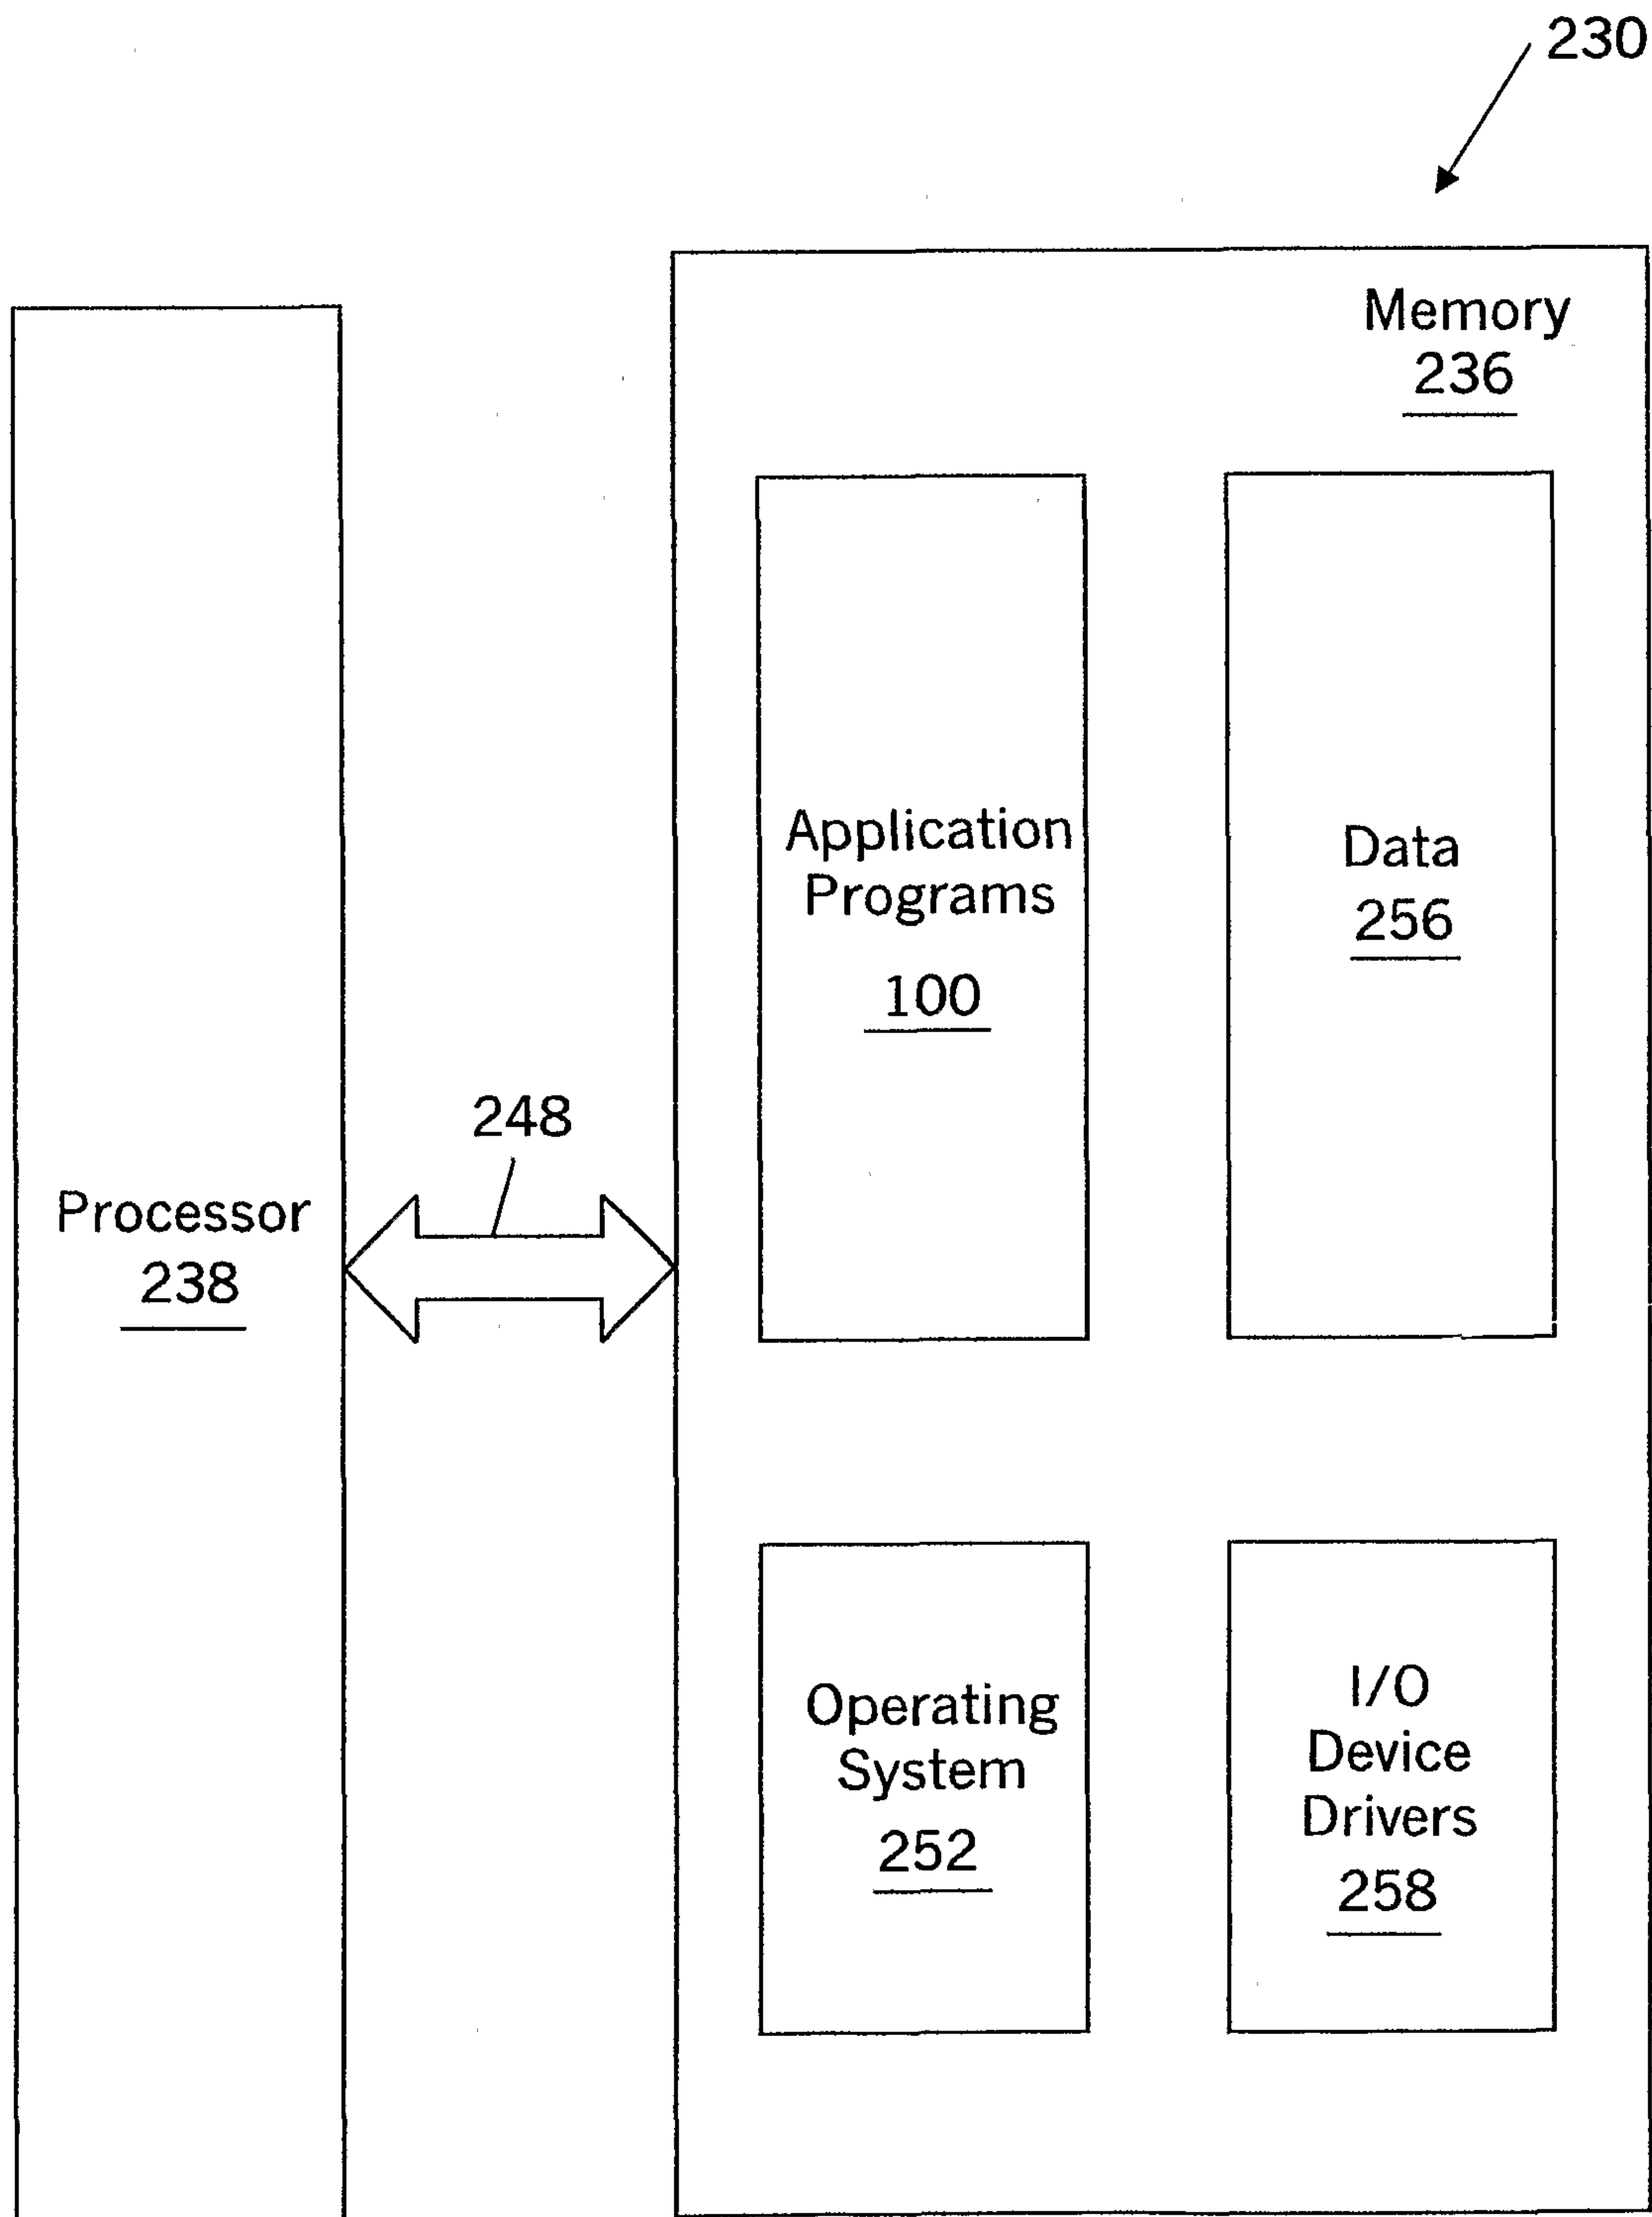 230
Memory
236
Application
Programs
100
Data
256
248
Processor
238
Operating
System
252
I/O
Device
Drivers
258